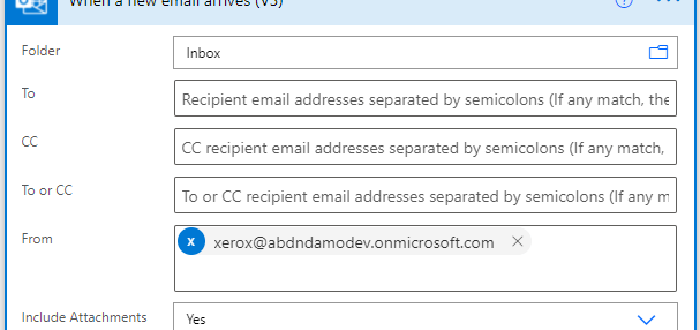 When a new email arrives (V3)
Folder
Inbox
To
Recipient email addresses separated by semicolons (If any match, the
CC
CC recipient email addresses separated by semicolons (If any match,
To or CC
To or CC recipient email addresses separated by semicolons (If any m
From
x xerox@abdndamodev.onmicrosoft.com
Include Attachments
Yes